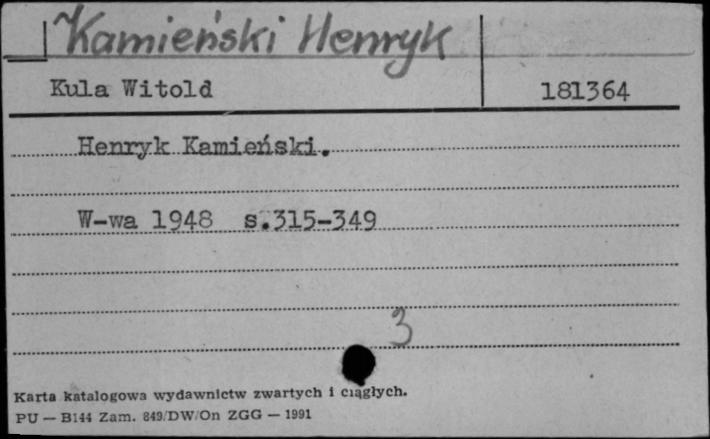 Kamieński Henryk
Kula Witold 181364
Henryk Kamieński.
W-wa 1948 s.315-349
3
Karta katalogowa wydawnictw zwartych i ciągłych.
PU — B144 Zam. 849/DW/On ZGG — 1991